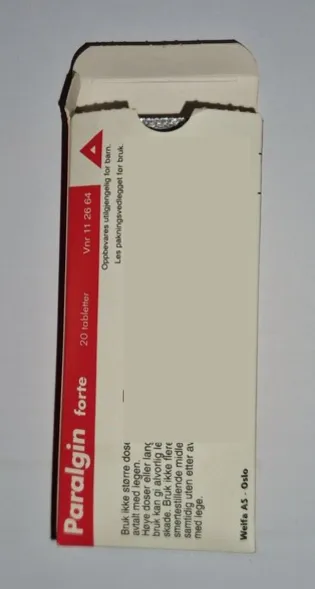 Paralgin forte 20 tabletter Vnr 11 26 64
Oppbevares utilgjengelig for barn.
Les pakningsvedlegget før bruk.
Bruk ikke større dose
avtalt med legen.
Høye doser eller lang
bruk kan gi alvorlig le
skade. Bruk ikke flere
smertestillende midle
samtidig uten etter av
med lege.
Weifa AS - Oslo